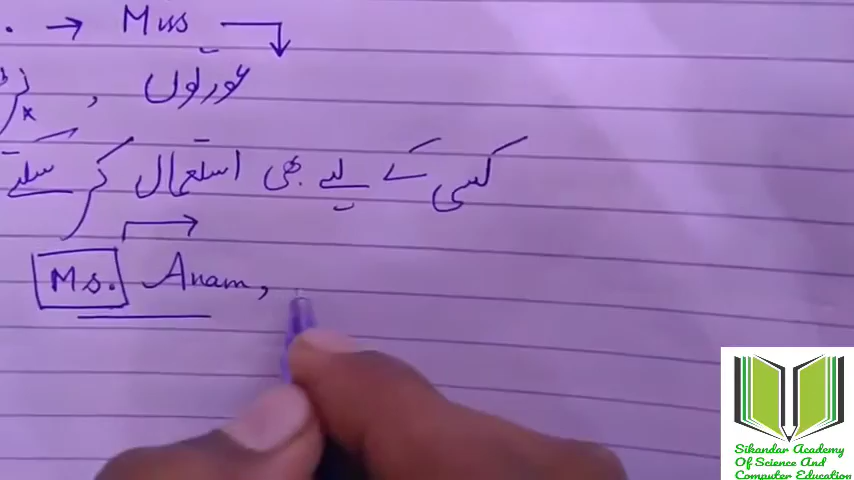 . → Miss
عورتوں ,
کسی کے لیے بھی استعمال کر سکتے
Ms. Anam,
Sikandar Academy
Of Science And
Computer Education